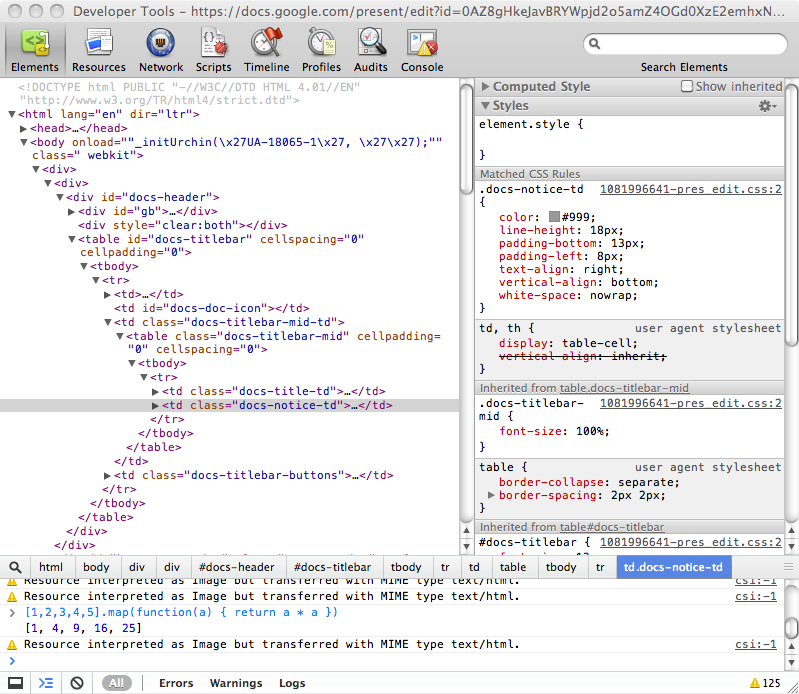 Developer Tools - https://docs.google.com/present/edit?id=0AZ8gHkeJavBRYWpjd2o5amZ4OGd0XzE2emhxN...
Elements Resources Network Scripts Timeline Profiles Audits Console Search Elements
<!DOCTYPE html PUBLIC "-//W3C//DTD HTML 4.01//EN"
"http://www.w3.org/TR/html4/strict.dtd">
<html lang="en" dir="ltr">
<head>…</head>
<body onload=""_initUrchin(\x27UA-18065-1\x27, \x27\x27);""
class=" webkit">
<div>
<div>
<div id="docs-header">
<div id="gb">…</div>
<div style="clear:both"></div>
<table id="docs-titlebar" cellspacing="0"
cellpadding="0">
<tbody>
<tr>
<td>…</td>
<td id="docs-doc-icon"></td>
<td class="docs-titlebar-mid-td">
<table class="docs-titlebar-mid" cellpadding=
"0" cellspacing="0">
<tbody>
<tr>
<td class="docs-title-td">…</td>
<td class="docs-notice-td">…</td>
</tr>
</tbody>
</table>
</td>
<td class="docs-titlebar-buttons">…</td>
</tr>
</tbody>
</table>
</div>
</div>
Computed Style Show inherited
Styles
element.style {
}
Matched CSS Rules
.docs-notice-td 1081996641-pres_edit.css:2
{
color: #999;
line-height: 18px;
padding-bottom: 13px;
padding-left: 8px;
text-align: right;
vertical-align: bottom;
white-space: nowrap;
}
td, th { user agent stylesheet
display: table-cell;
vertical-align: inherit;
}
Inherited from table.docs-titlebar-mid
.docs-titlebar- 1081996641-pres_edit.css:2
mid {
font-size: 100%;
}
table { user agent stylesheet
border-collapse: separate;
border-spacing: 2px 2px;
}
Inherited from table#docs-titlebar
#docs-titlebar { 1081996641-pres_edit.css:2
html body div div #docs-header #docs-titlebar tbody tr td table tbody tr td.docs-notice-td
Resource interpreted as Image but transferred with MIME type text/html. csi:-1
Resource interpreted as Image but transferred with MIME type text/html. csi:-1
> [1,2,3,4,5].map(function(a) { return a * a })
[1, 4, 9, 16, 25]
Resource interpreted as Image but transferred with MIME type text/html. csi:-1
>
All Errors Warnings Logs 125